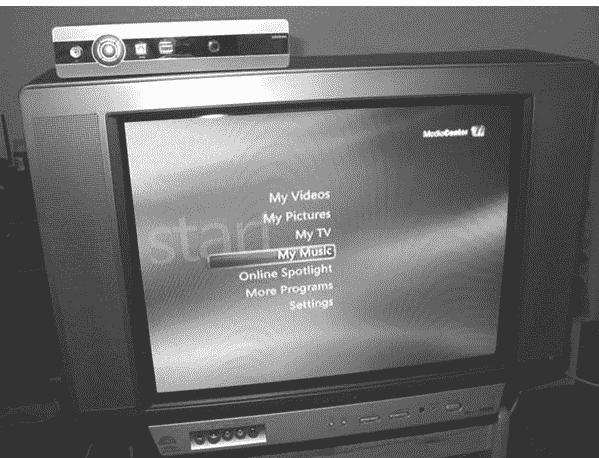 MediaCenter
start
My Videos
My Pictures
My TV
My Music
Online Spotlight
More Programs
Settings